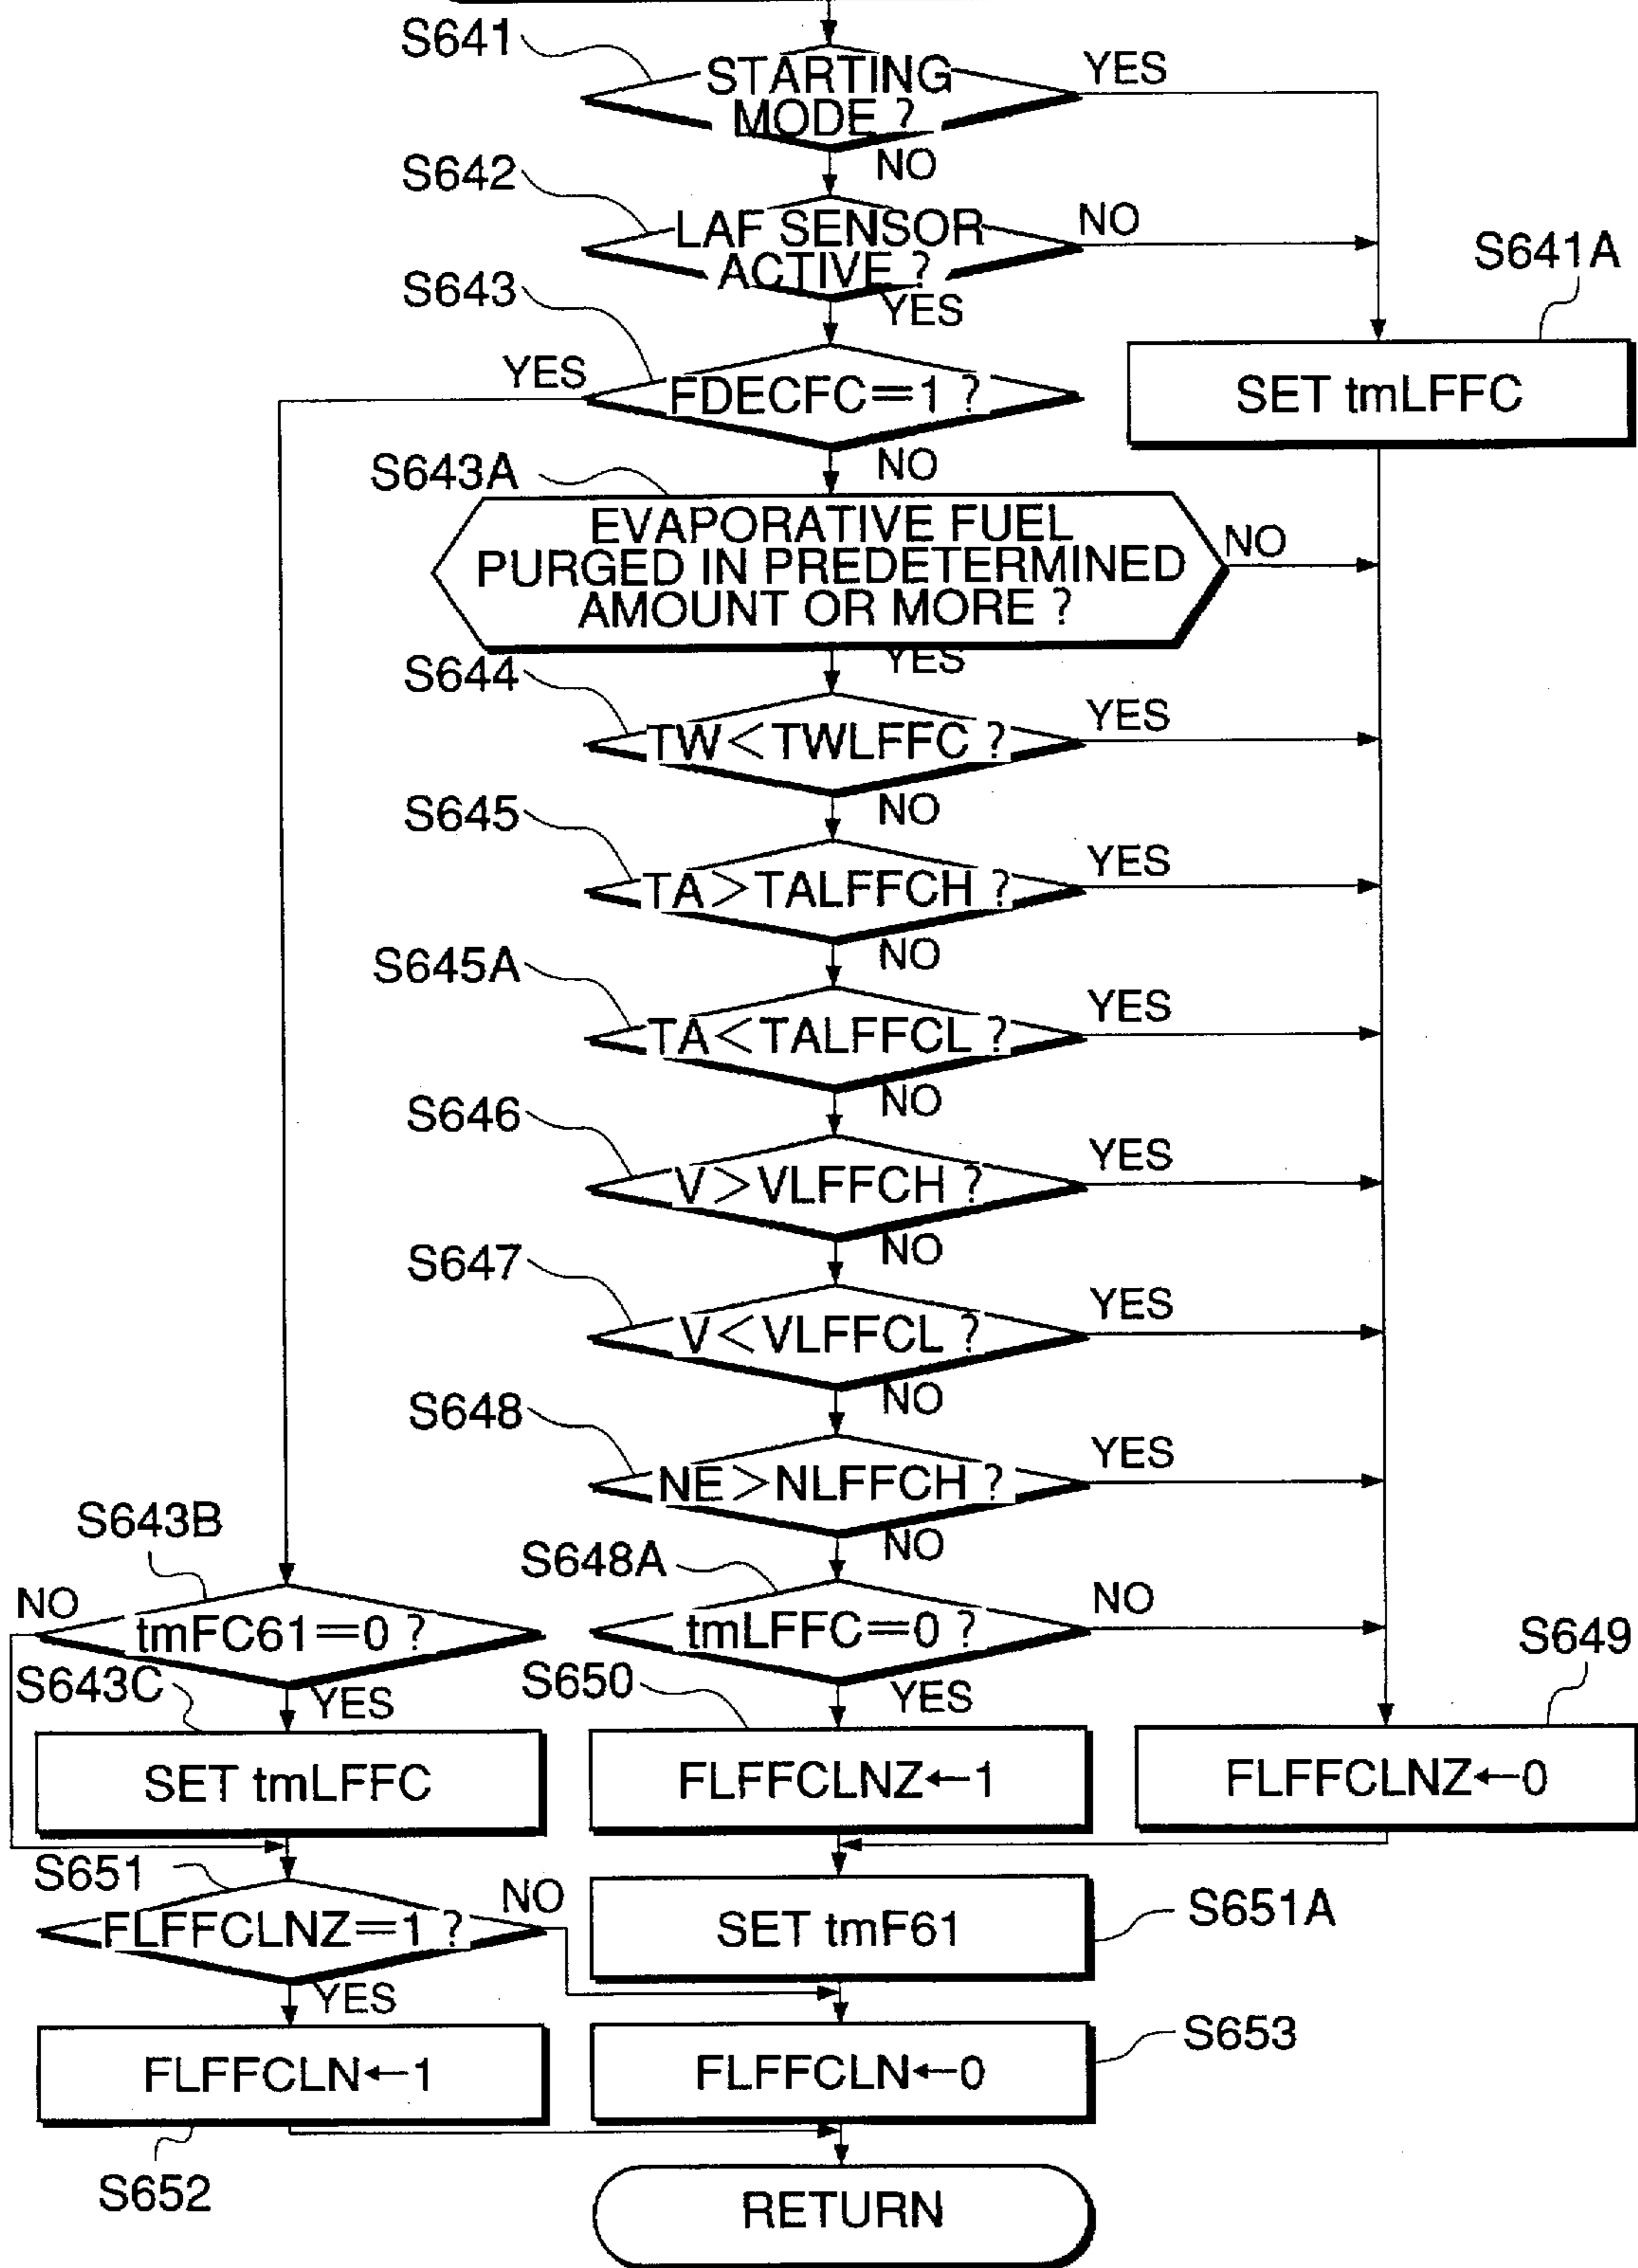 S641
STARTING
MODE ?
YES
NO
S642
LAF SENSOR
ACTIVE ?
NO
YES
S641A
SET tmLFFC
S643
YES
FDECFC=1 ?
NO
S643A
EVAPORATIVE FUEL
PURGED IN PREDETERMINED
AMOUNT OR MORE ?
NO
YES
S644
TW<TWLFFC ?
YES
NO
S645
TA>TALFFCH ?
YES
NO
S645A
TA<TALFFCL ?
YES
NO
S646
V>VLFFCH ?
YES
NO
S647
V<VLFFCL ?
YES
NO
S648
NE>NLFFCH ?
YES
NO
S643B
NO
tmFC61=0 ?
YES
S648A
tmLFFC=0 ?
NO
YES
S643C
SET tmLFFC
S650
FLFFCLNZ←1
S649
FLFFCLNZ←0
S651
FLFFCLNZ=1 ?
NO
YES
SET tmF61
S651A
FLFFCLN←1
S652
FLFFCLN←0
S653
RETURN